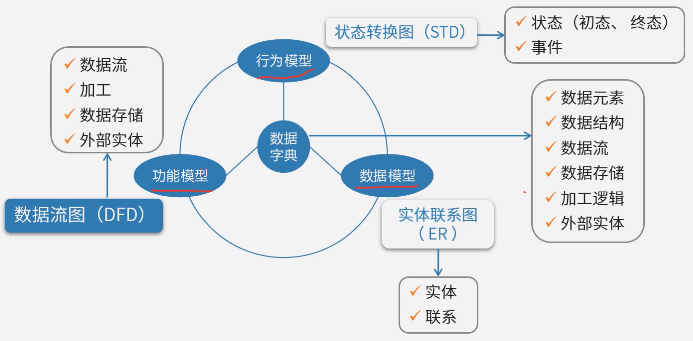 状态转换图（STD）
✓ 状态（初态、 终态）
✓ 事件
行为模型
✓ 数据流
✓ 加工
✓ 数据存储
✓ 外部实体
数据
字典
✓ 数据元素
✓ 数据结构
✓ 数据流
✓ 数据存储
✓ 加工逻辑
✓ 外部实体
功能模型
数据模型
数据流图（DFD）
实体联系图
（ ER ）
✓ 实体
✓ 联系